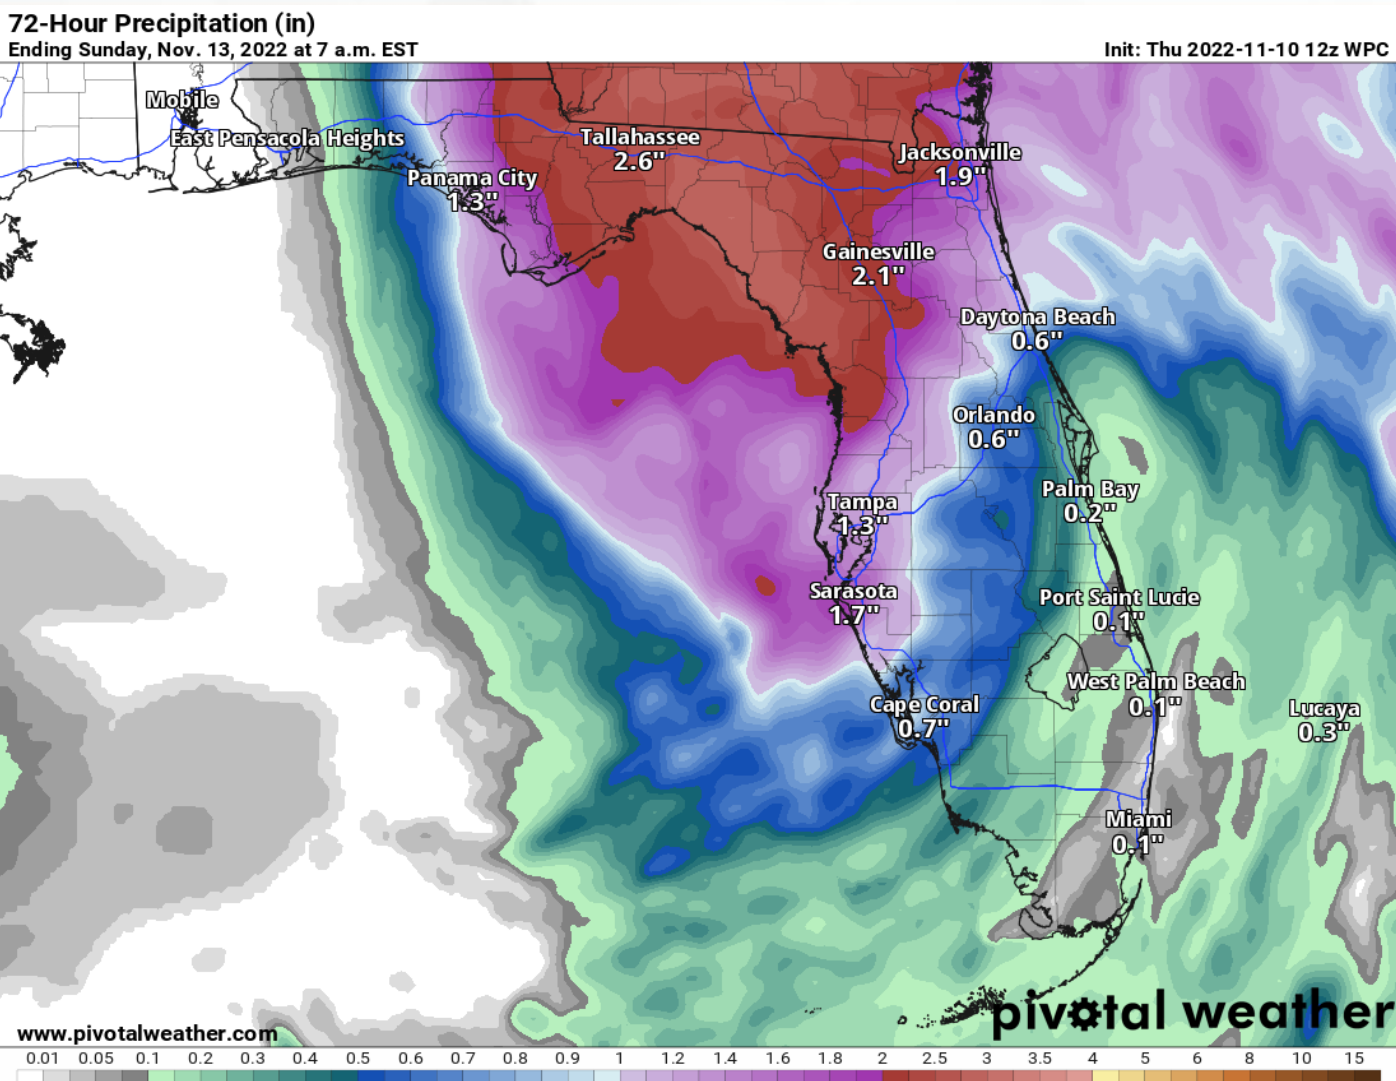 72-Hour Precipitation (in)
Ending Sunday, Nov. 13, 2022 at 7 a.m. EST
Init: Thu 2022-11-10 12z WPC
Mobile
East Pensacola Heights
Tallahassee
2.6"
Jacksonville
1.9"
Panama City
1.3"
Gainesville
2.1"
Daytona Beach
0.6"
Orlando
0.6"
Palm Bay
0.2"
Tampa
1.3"
Sarasota
1.7"
Port Saint Lucie
0.1"
West Palm Beach
0.1"
Cape Coral
0.7"
Lucaya
0.3"
Miami
0.1"
pivotal weather
www.pivotalweather.com
0.01 0.05 0.1 0.2 0.3 0.4 0.5 0.6 0.7 0.8 0.9 1 1.2 1.4 1.6 1.8 2 2.5 3 3.5 4 5 6 8 10 15